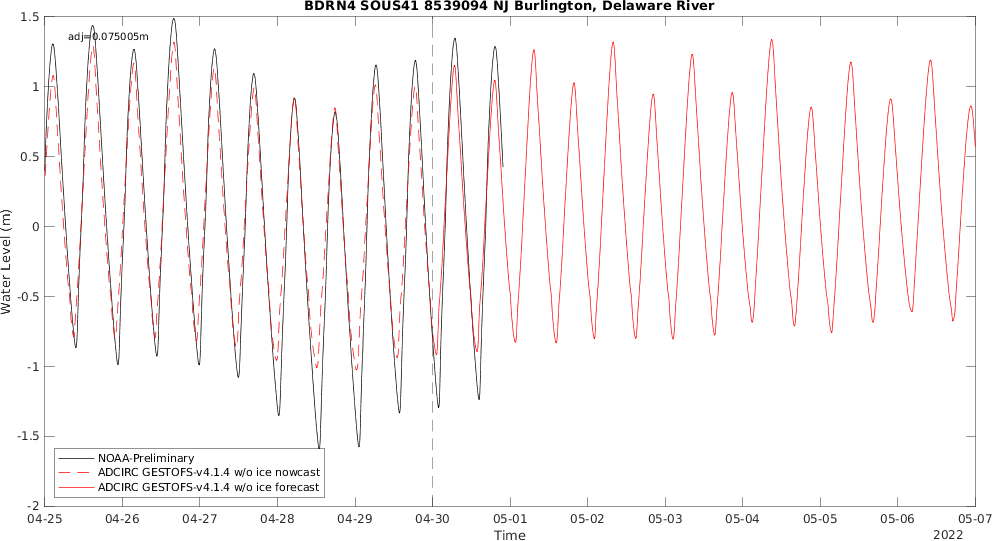 BDRN4 SOUS41 8539094 NJ Burlington, Delaware River
adj=0.075005m
1.5
1
0.5
0
-0.5
-1
-1.5
-2
Water Level (m)
NOAA-Preliminary
ADCIRC GESTOFS-v4.1.4 w/o ice nowcast
ADCIRC GESTOFS-v4.1.4 w/o ice forecast
04-25 04-26 04-27 04-28 04-29 04-30 05-01 05-02 05-03 05-04 05-05 05-06 05-07
Time
2022